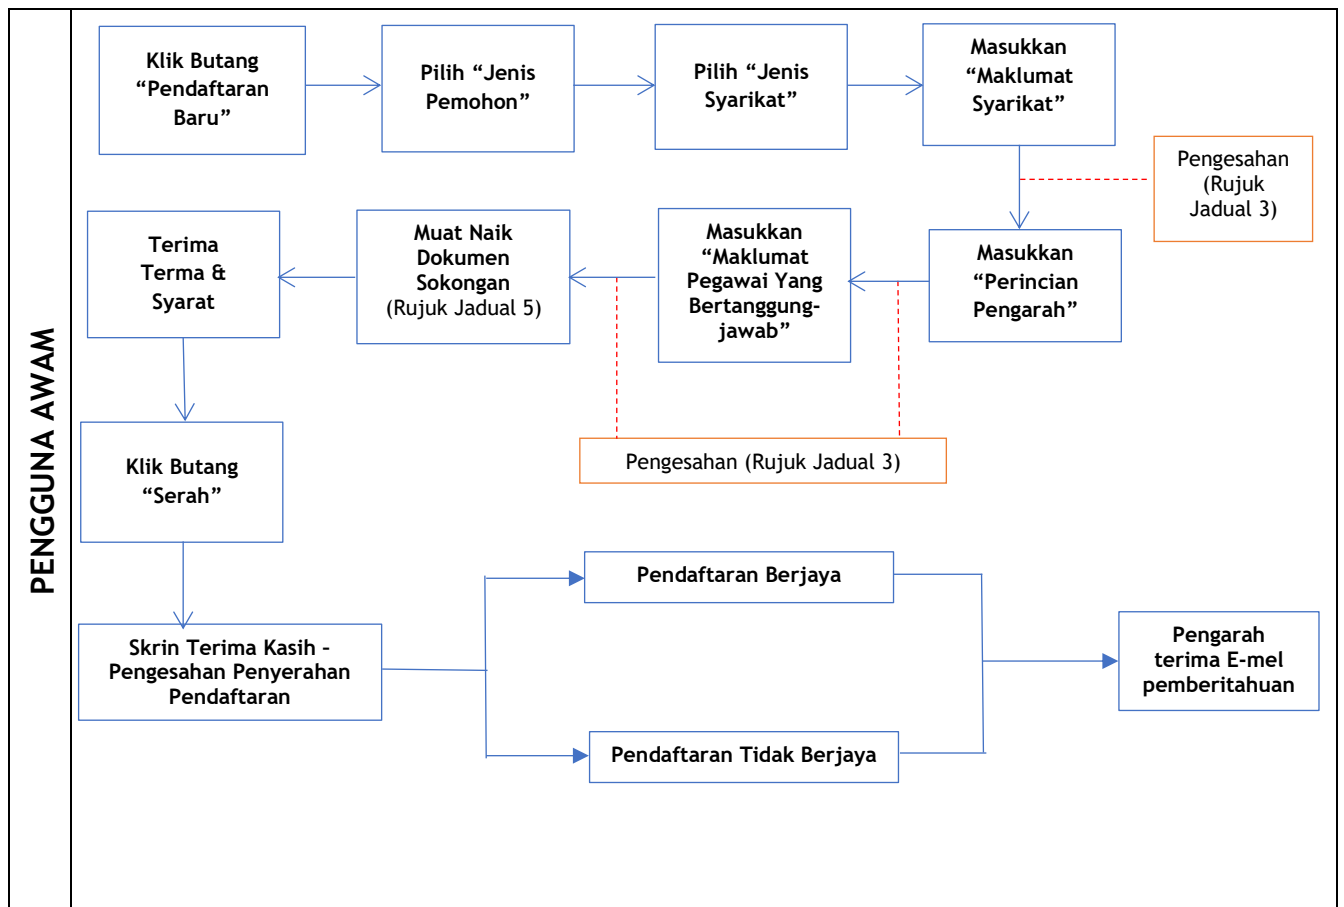 PENGGUNA AWAM
Klik Butang
“Pendaftaran
Baru”
Pilih “Jenis
Pemohon”
Pilih “Jenis
Syarikat”
Masukkan
“Maklumat
Syarikat”
Pengesahan
(Rujuk
Jadual 3)
Masukkan
“Perincian
Pengarah”
Masukkan
“Maklumat
Pegawai Yang
Bertanggung-
jawab”
Muat Naik
Dokumen
Sokongan
(Rujuk Jadual 5)
Terima
Terma &
Syarat
Pengesahan (Rujuk Jadual 3)
Klik Butang
“Serah”
Skrin Terima Kasih -
Pengesahan Penyerahan
Pendaftaran
Pendaftaran Berjaya
Pendaftaran Tidak Berjaya
Pengarah
terima E-mel
pemberitahuan